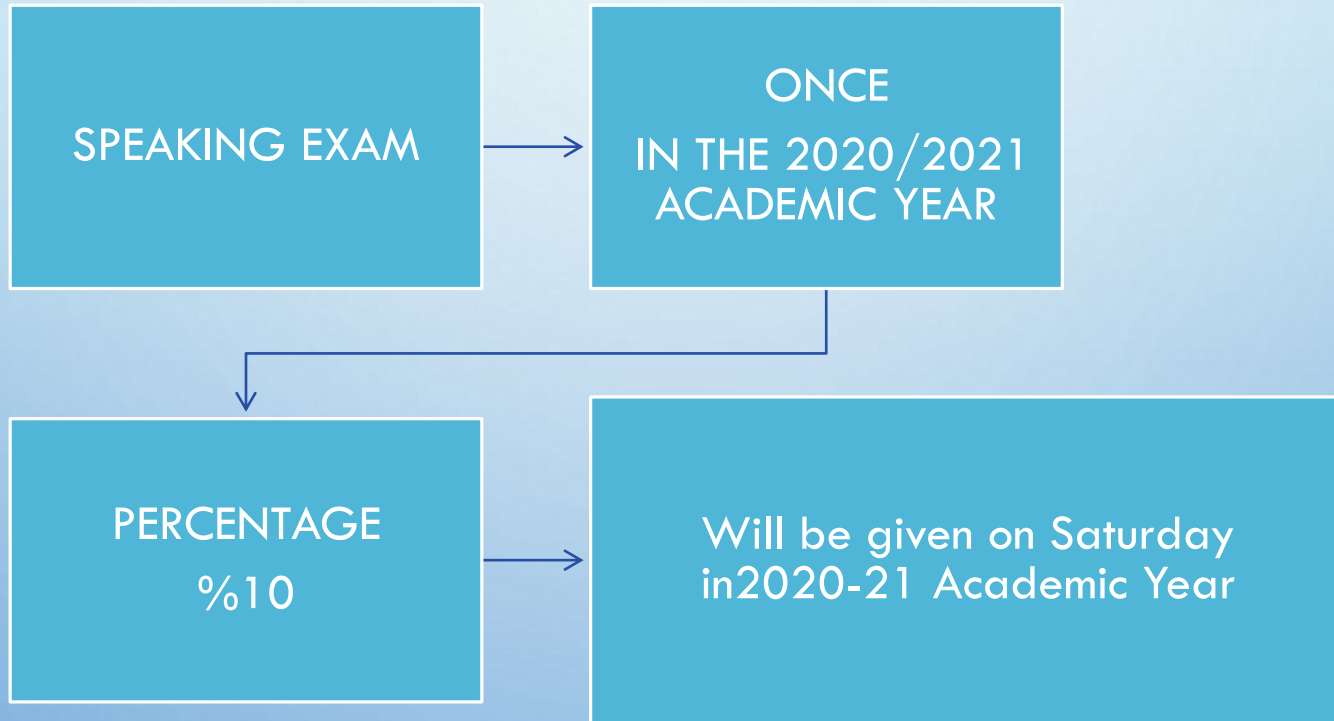 SPEAKING EXAM
ONCE
IN THE 2020/2021
ACADEMIC YEAR
PERCENTAGE
%10
Will be given on Saturday
in2020-21 Academic Year